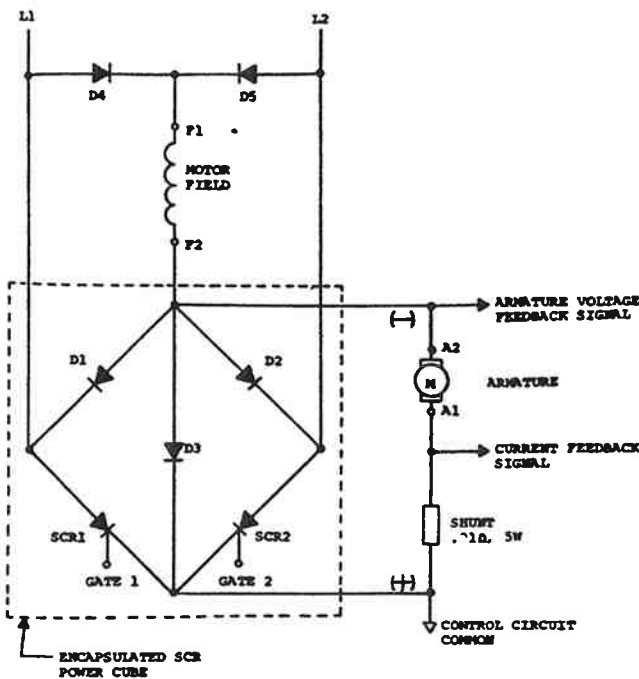 L1
L2
D4
D5
F1
MOTOR
FIELD
F2
(—)
ARMATURE VOLTAGE
FEEDBACK SIGNAL
D1
D2
A2
M
ARMATURE
A1
D3
CURRENT FEEDBACK
SIGNAL
SCR1
SCR2
SHUNT
5W
GATE 1
GATE 2
(+)
CONTROL CIRCUIT
COMMON
ENCAPSULATED SCR
POWER CUBE